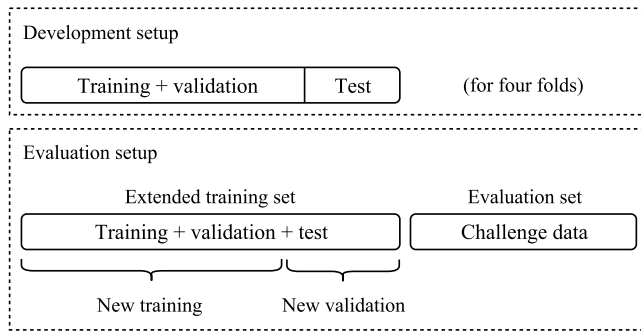 Development setup
Training + validation Test (for four folds)
Evaluation setup
Extended training set Evaluation set
Training + validation + test Challenge data
New training New validation